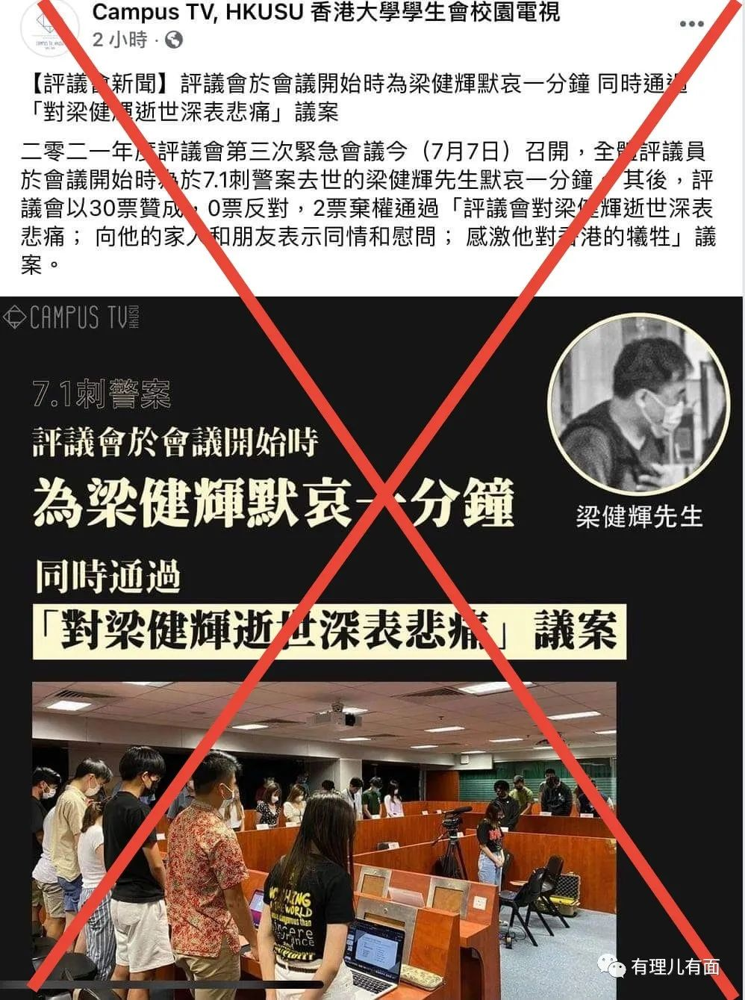 Campus TV, HKUSU 香港大學學生會校園電視
2 小時
【評議會新聞】評議會於會議開始時為梁健輝默哀一分鐘 同時通過
「對梁健輝逝世深表悲痛」議案
二零二一年度評議會第三次緊急會議今（7月7日）召開，全體評議員
於會議開始時為於7.1刺警案去世的梁健輝先生默哀一分鐘。其後，評
議會以30票贊成，0票反對，2票棄權通過「評議會對梁健輝逝世深表
悲痛； 向他的家人和朋友表示同情和慰問； 感激他對香港的犧牲」議
案。
CAMPUS TV HKUSU
7.1刺警案
評議會於會議開始時
為梁健輝默哀一分鐘
梁健輝先生
同時通過
「對梁健輝逝世深表悲痛」議案
WORLD
dangerous than
sincere
有理儿有面